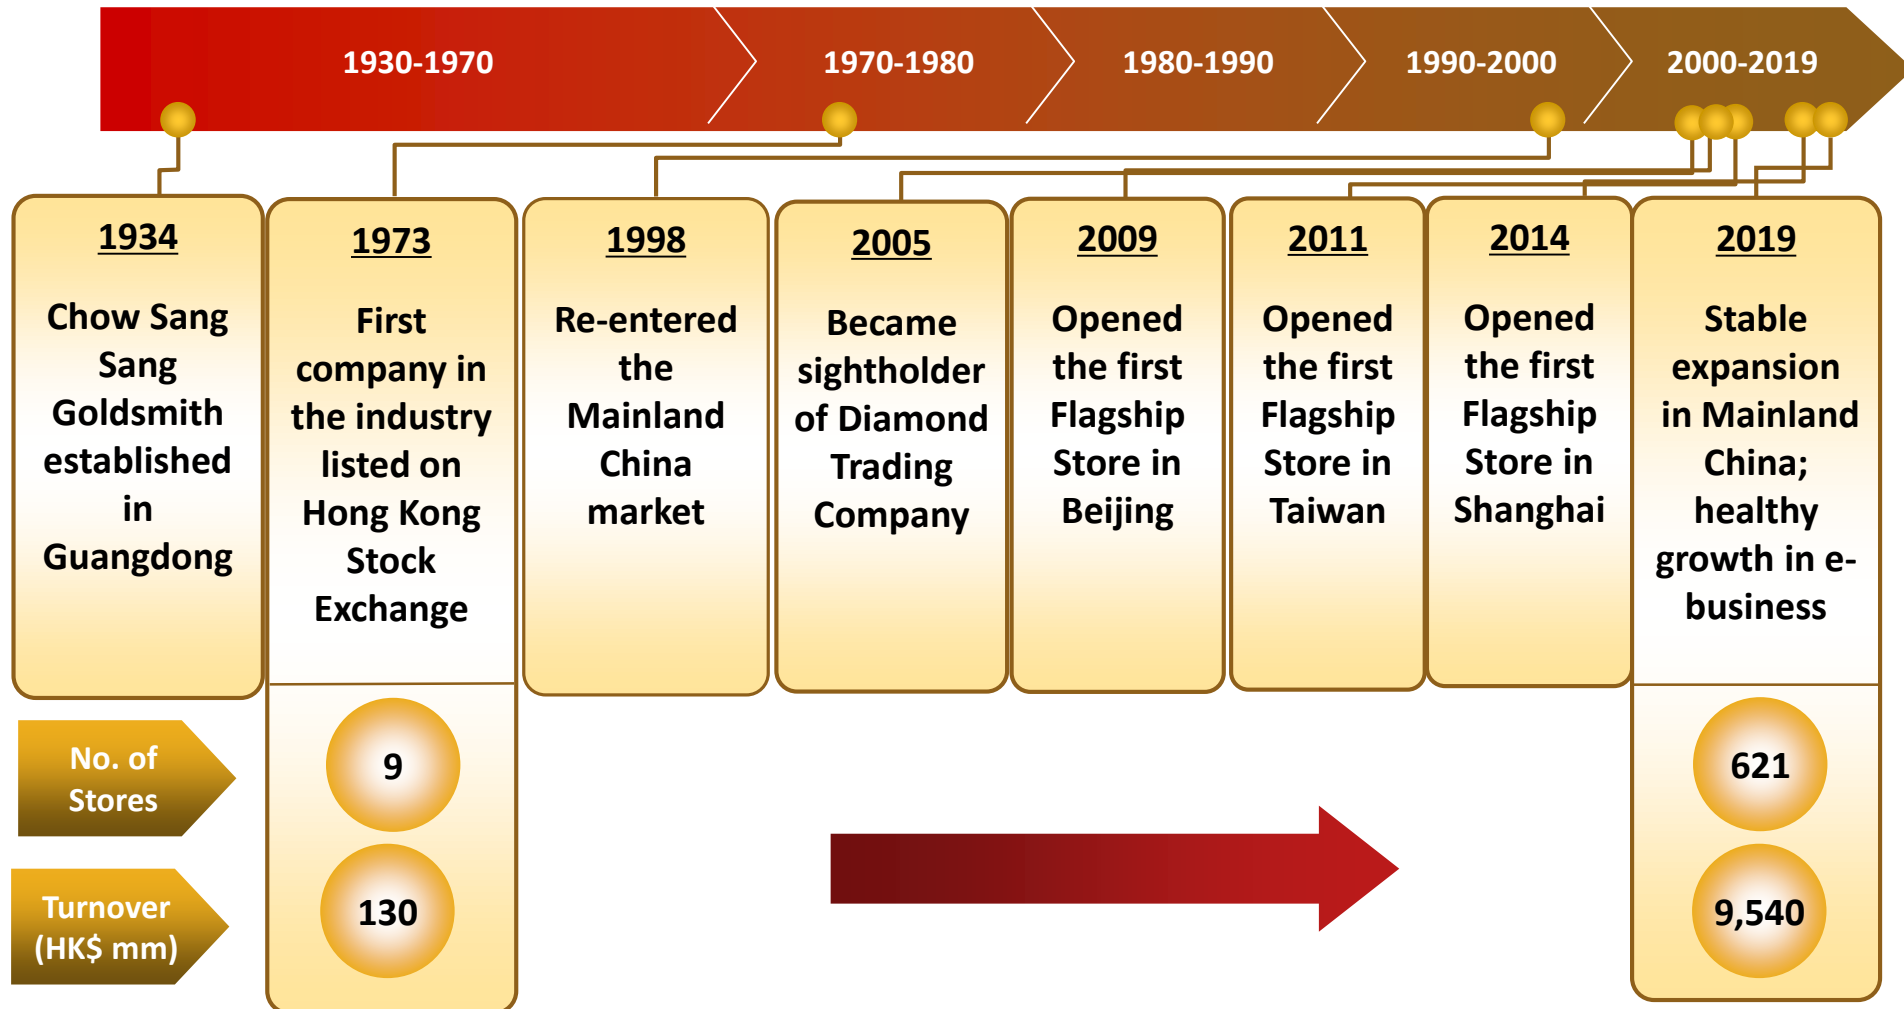 1930-1970
1970-1980
1980-1990
1990-2000
2000-2019
1934
Chow Sang
Sang
Goldsmith
established
in
Guangdong
1973
First
company in
the industry
listed on
Hong Kong
Stock
Exchange
1998
Re-entered
the
Mainland
China
market
2005
Became
sightholder
of Diamond
Trading
Company
2009
Opened
the first
Flagship
Store in
Beijing
2011
Opened
the first
Flagship
Store in
Taiwan
2014
Opened
the first
Flagship
Store in
Shanghai
2019
Stable
expansion
in Mainland
China;
healthy
growth in e-
business
No. of
Stores
9
621
Turnover
(HK$ mm)
130
9,540